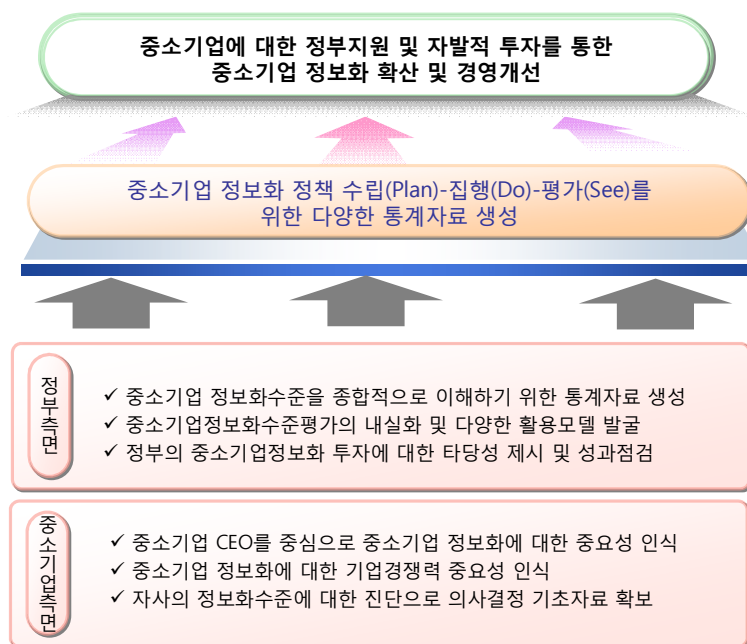 중소기업에 대한 정부지원 및 자발적 투자를 통한
중소기업 정보화 확산 및 경영개선
중소기업 정보화 정책 수립(Plan)-집행(Do)-평가(See)를
위한 다양한 통계자료 생성
정부측면
✓ 중소기업 정보화수준을 종합적으로 이해하기 위한 통계자료 생성
✓ 중소기업정보화수준평가의 내실화 및 다양한 활용모델 발굴
✓ 정부의 중소기업정보화 투자에 대한 타당성 제시 및 성과점검
중소기업측면
✓ 중소기업 CEO를 중심으로 중소기업 정보화에 대한 중요성 인식
✓ 중소기업 정보화에 대한 기업경쟁력 중요성 인식
✓ 자사의 정보화수준에 대한 진단으로 의사결정 기초자료 확보